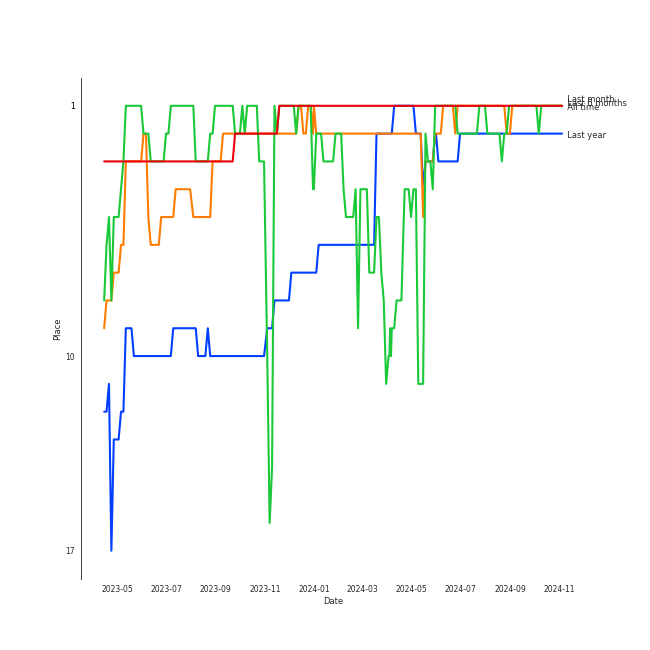 Last month
Last 6 months
All time
1
Last year
Place
10
17
2023-05 2023-07 2023-09 2023-11 2024-01 2024-03 2024-05 2024-07 2024-09 2024-11
Date